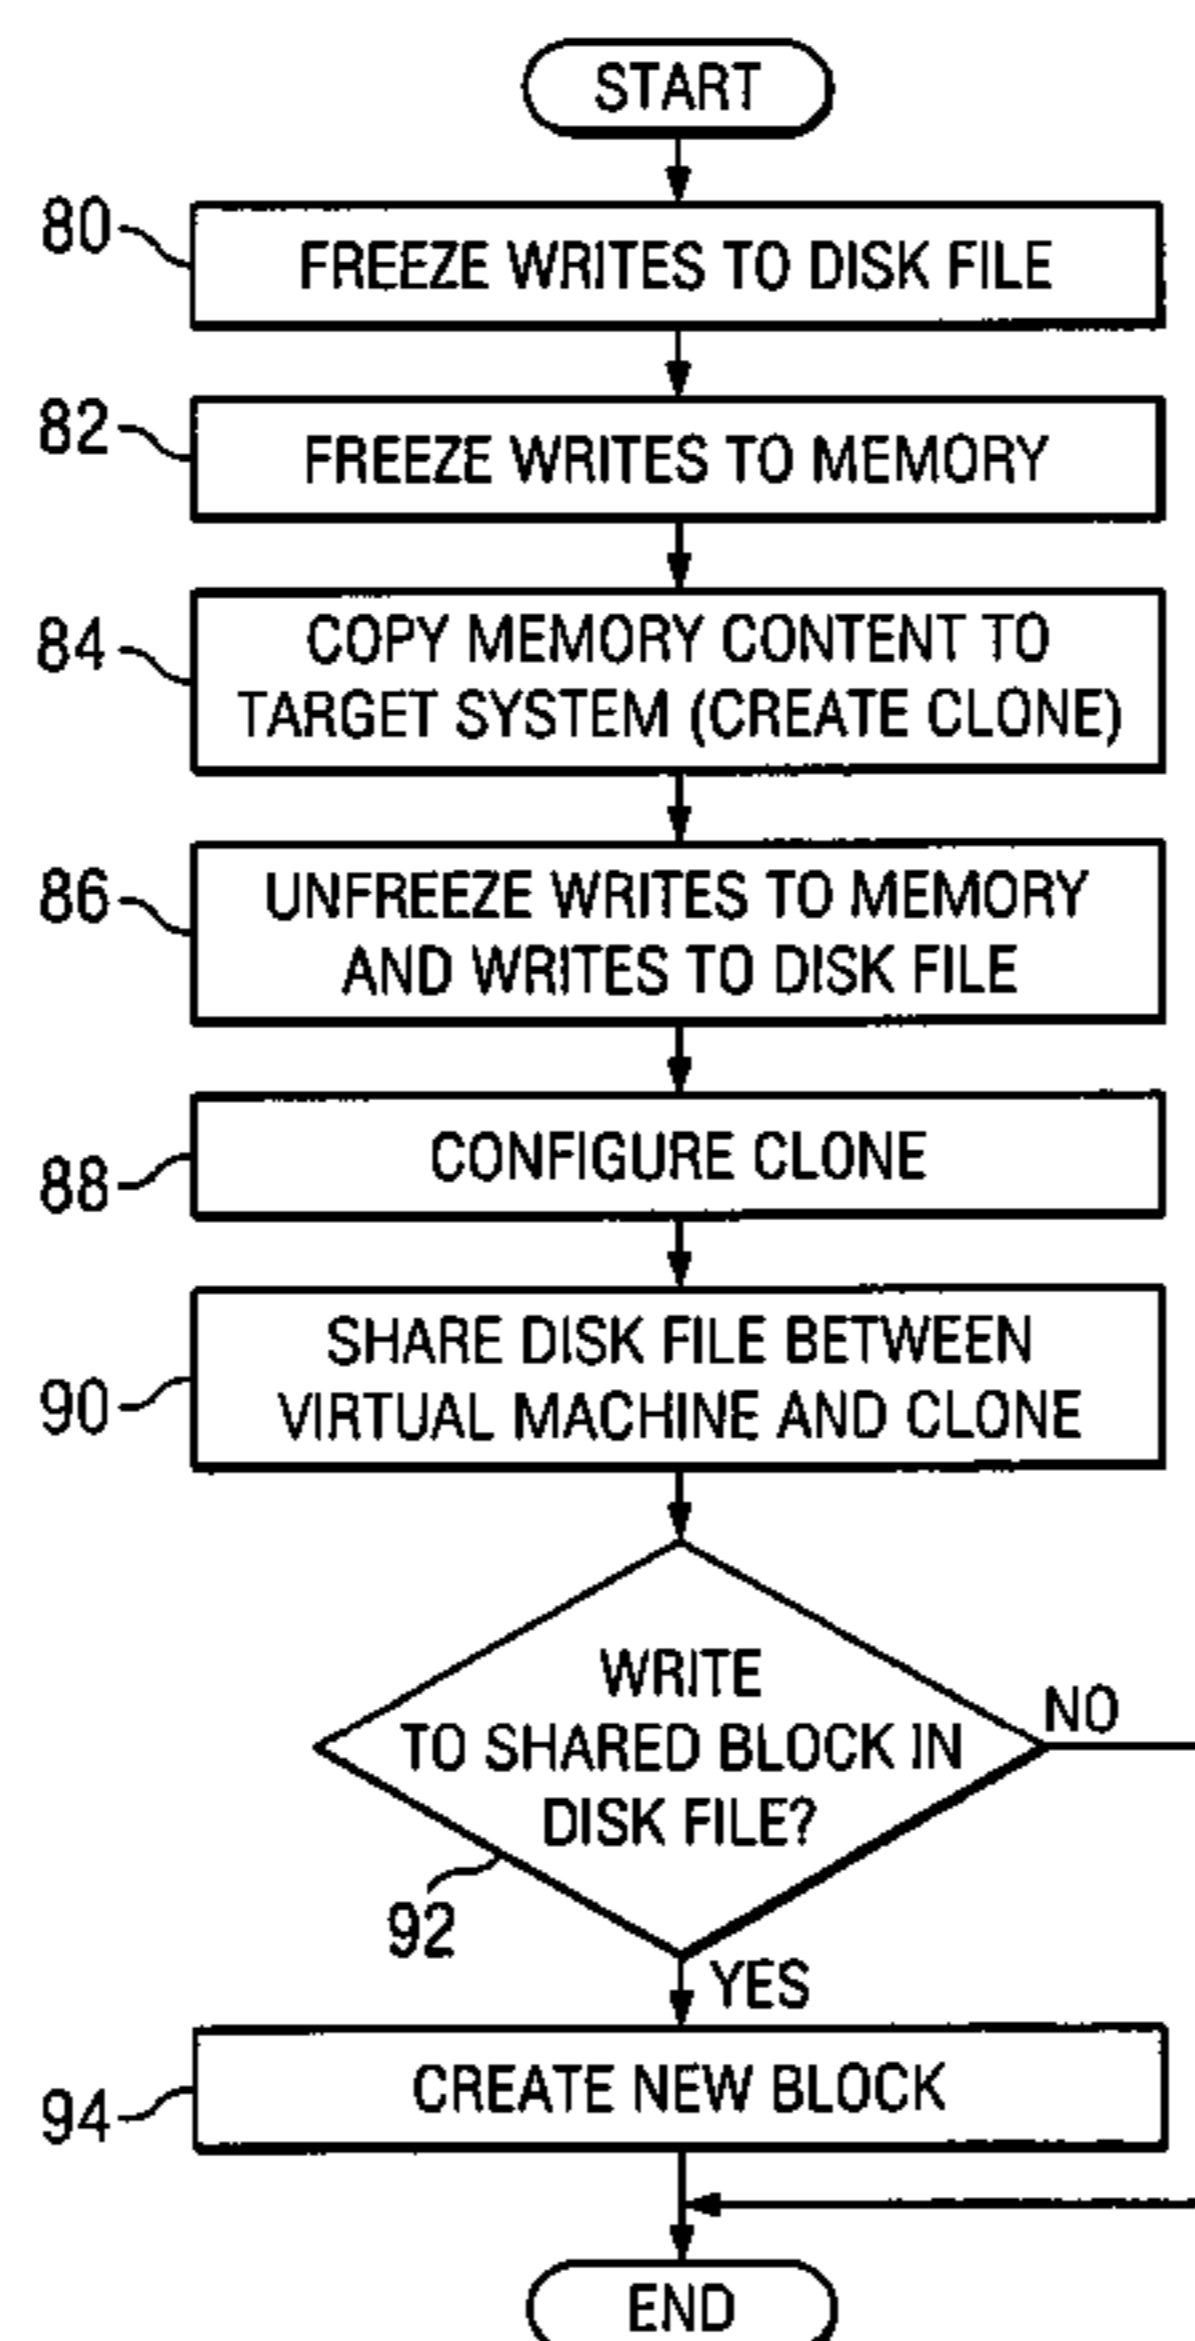 START
80
FREEZE WRITES TO DISK FILE
82
FREEZE WRITES TO MEMORY
84
COPY MEMORY CONTENT TO
TARGET SYSTEM (CREATE CLONE)
86
UNFREEZE WRITES TO MEMORY
AND WRITES TO DISK FILE
88
CONFIGURE CLONE
90
SHARE DISK FILE BETWEEN
VIRTUAL MACHINE AND CLONE
WRITE
TO SHARED BLOCK IN
DISK FILE?
NO
92
YES
94
CREATE NEW BLOCK
END